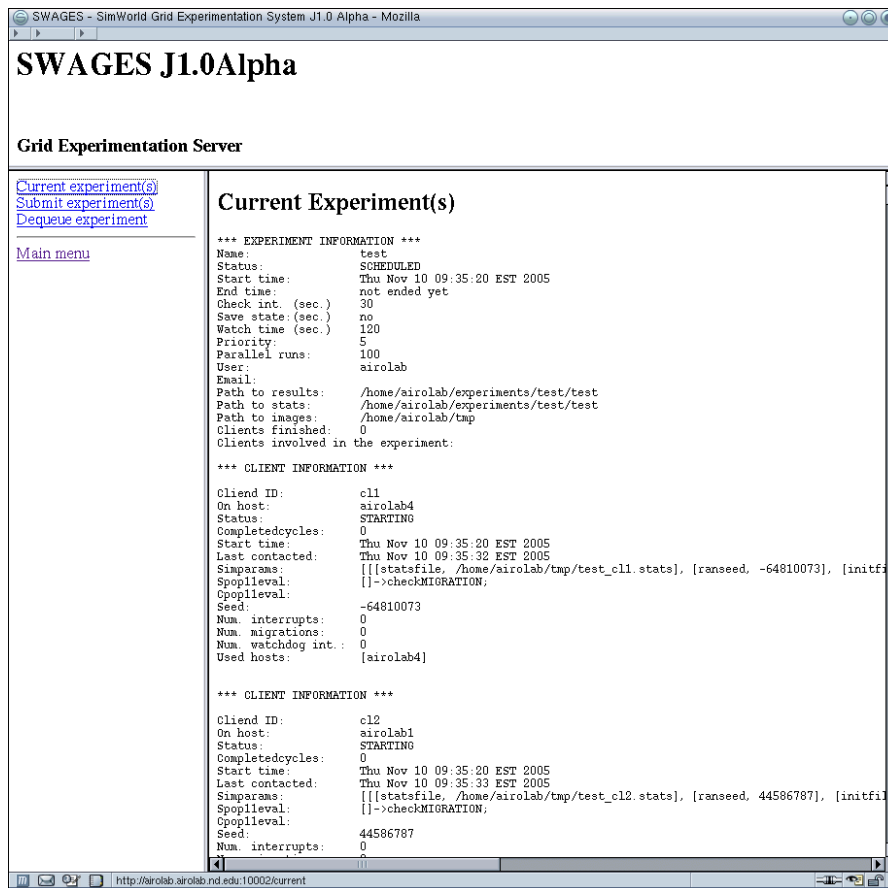 SWAGES - SimWorld Grid Experimentation System J1.0 Alpha - Mozilla
SWAGES J1.0Alpha
Grid Experimentation Server
Current experiment(s)
Submit experiment(s)
Dequeue experiment
Main menu
Current Experiment(s)
*** EXPERIMENT INFORMATION ***
Name: test
Status: SCHEDULED
Start time: Thu Nov 10 09:35:20 EST 2005
End time: not ended yet
Check int. (sec.) 30
Save state:(sec.) no
Watch time (sec.) 120
Priority: 5
Parallel runs: 100
User: airolab
Email:
Path to results: /home/airolab/experiments/test/test
Path to stats: /home/airolab/experiments/test/test
Path to images: /home/airolab/tmp
Clients finished: 0
Clients involved in the experiment:
*** CLIENT INFORMATION ***
Cliend ID: cl1
On host: airolab4
Status: STARTING
Completedcycles: 0
Start time: Thu Nov 10 09:35:20 EST 2005
Last contacted: Thu Nov 10 09:35:32 EST 2005
Simparams: [[[statsfile, /home/airolab/tmp/test_cl1.stats], [ranseed, -64810073], [initfi
Spop11eval: []->checkMIGRATION;
Cpop11eval:
Seed: -64810073
Num. interrupts: 0
Num. migrations: 0
Num. watchdog int.: 0
Used hosts: [airolab4]
*** CLIENT INFORMATION ***
Cliend ID: cl2
On host: airolab1
Status: STARTING
Completedcycles: 0
Start time: Thu Nov 10 09:35:20 EST 2005
Last contacted: Thu Nov 10 09:35:33 EST 2005
Simparams: [[[statsfile, /home/airolab/tmp/test_cl2.stats], [ranseed, 44586787], [initfil
Spop11eval: []->checkMIGRATION;
Cpop11eval:
Seed: 44586787
Num. interrupts: 0
http://airolab.airolab.nd.edu:10002/current